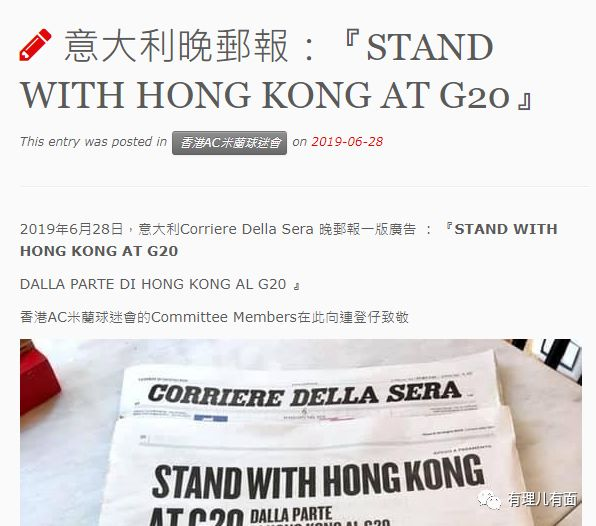 意大利晚郵報：『STAND
WITH HONG KONG AT G20』
This entry was posted in 香港AC米蘭球迷會 on 2019-06-28
2019年6月28日，意大利Corriere Della Sera 晚郵報一版廣告 ： 『STAND WITH
HONG KONG AT G20
DALLA PARTE DI HONG KONG AL G20 』
香港AC米蘭球迷會的Committee Members在此向連登仔致敬
CORRIERE DELLA SERA
STAND WITH HONG KONG
AT G20 DALLA PARTE
DI HONG KONG AL G20
有理儿有面